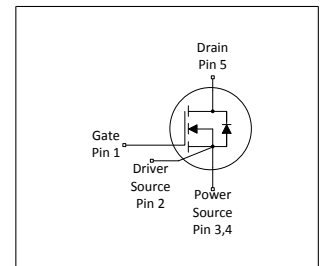 Drain
Pin 5
Gate
Pin 1
Driver
Source
Pin 2
Power
Source
Pin 3,4